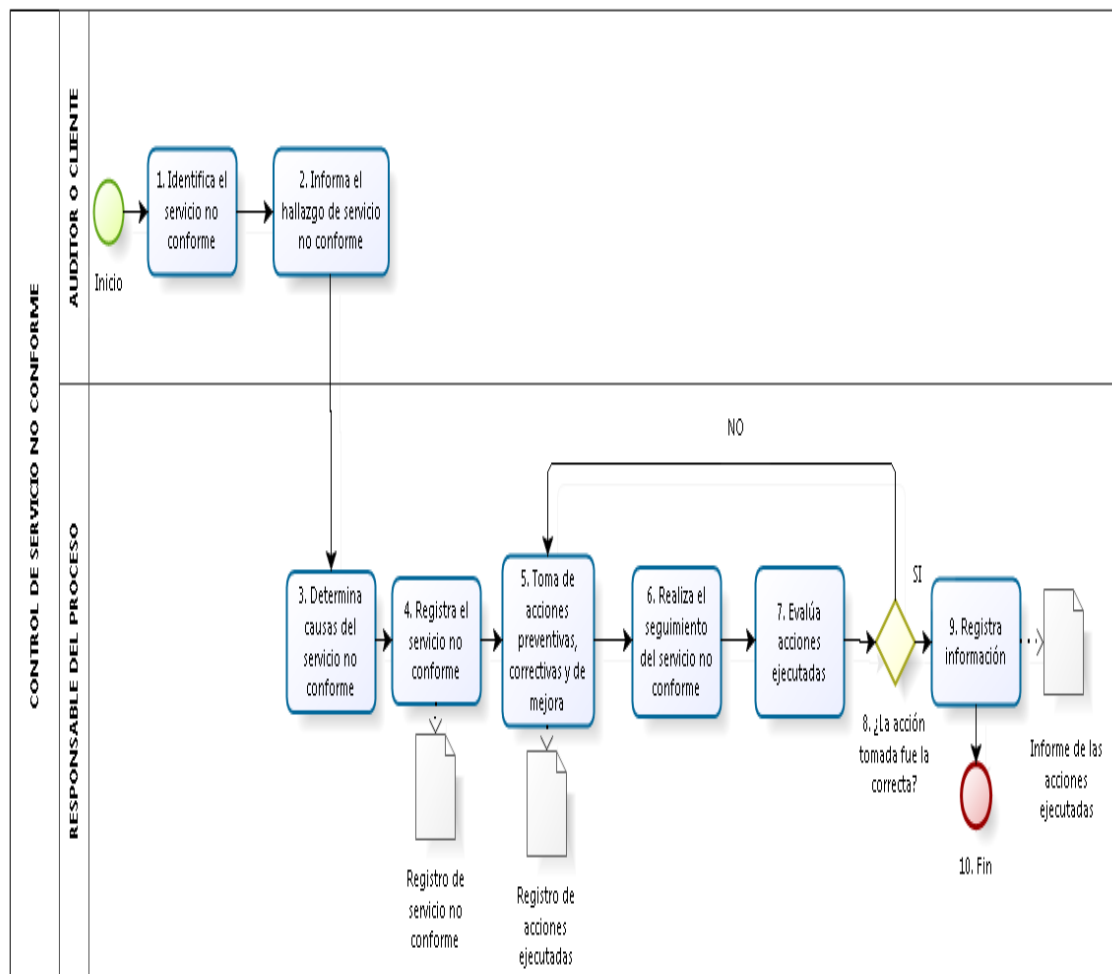 CONTROL DE SERVICIO NO CONFORME
AUDITOR O CLIENTE
Inicio
1. Identifica el
servicio no
conforme
2. Informa el
hallazgo de servicio
no conforme
RESPONSABLE DEL PROCESO
3. Determina
causas del
servicio no
conforme
4. Registra el
servicio no
conforme
Registro de
servicio no
conforme
5. Toma de
acciones
preventivas,
correctivas y de
mejora
Registro de
acciones
ejecutadas
6. Realiza el
seguimiento
del servicio no
conforme
7. Evalúa
acciones
ejecutadas
8. ¿La acción
tomada fue la
correcta?
NO
SI
9. Registra
información
Informe de las
acciones
ejecutadas
10. Fin